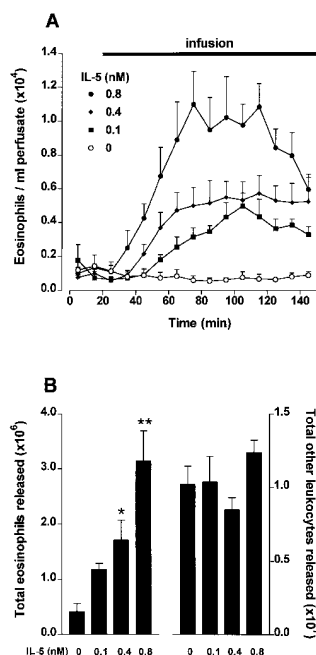 A
infusion
IL-5 (nM)
0.8
0.4
0.1
0
Eosinophils / ml perfusate (x10⁴)
1.4
1.2
1.0
0.8
0.6
0.4
0.2
0.0
0 20 40 60 80 100 120 140
Time (min)
B
Total eosinophils released (x10⁶)
4.0
3.0
2.0
1.0
0.0
*
**
1.5
1.0
0.5
0.0
Total other leukocytes released (x10⁷)
IL-5 (nM) 0 0.1 0.4 0.8 0 0.1 0.4 0.8